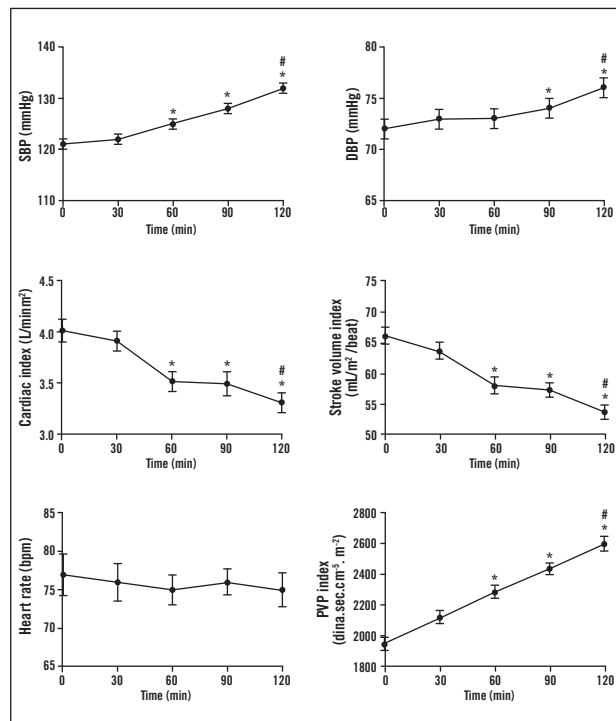 SBP (mmHg)
140
130
120
110
#
*
*
*
0 30 60 90 120
Time (min)
DBP (mmHg)
80
75
70
65
#
*
*
0 30 60 90 120
Time (min)
Cardiac index (L/minm²)
4.5
4.0
3.5
3.0
* * #
*
0 30 60 90 120
Time (min)
Stroke volume index
(mL/m² /beat)
75
70
65
60
55
50
* * #
*
0 30 60 90 120
Time (min)
Heart rate (bpm)
85
80
75
70
65
0 30 60 90 120
Time (min)
PVP index
(dina.sec.cm⁻⁵. m⁻²)
2800
2600
2400
2200
2000
1800
#
*
*
*
0 30 60 90 120
Time (min)